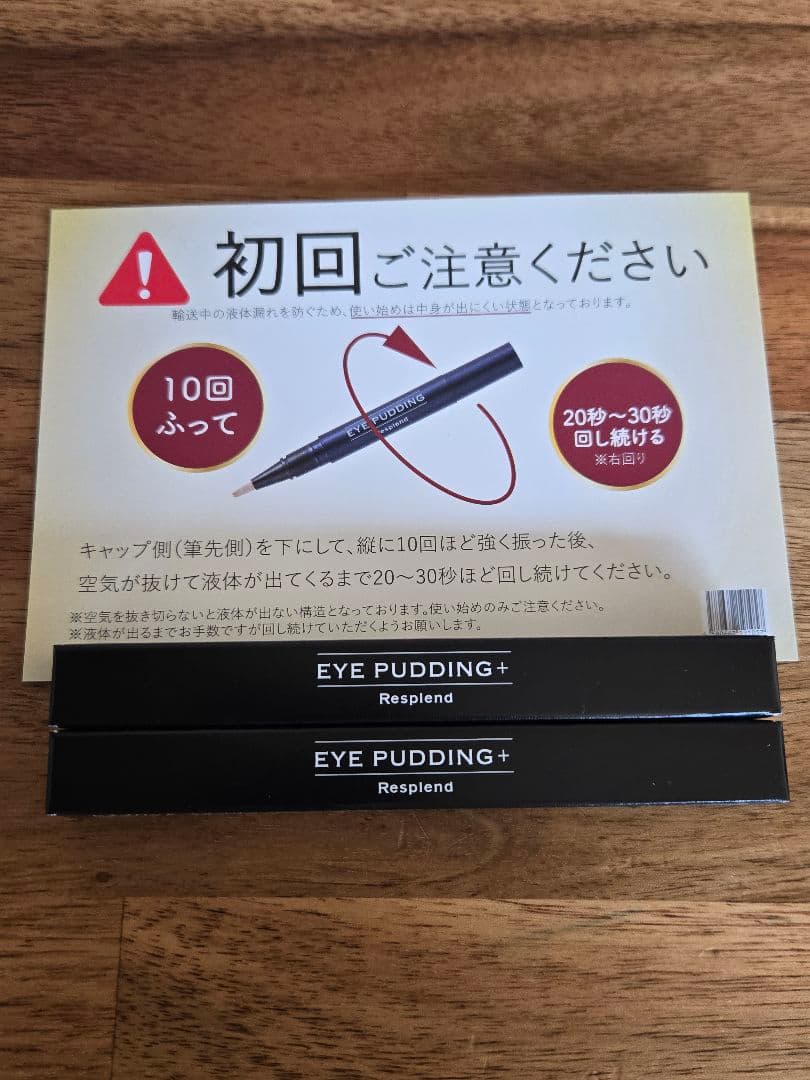 初回ご注意ください
輸送中の液体漏れを防ぐため、使い始めは中身が出にくい状態となっております。
10回
ふって
EYE PUDDING
Resplend
20秒〜30秒
回し続ける
※右回り
キャップ側(筆先側)を下にして、縦に10回ほど強く振った後、
空気が抜けて液体が出てくるまで20〜30秒ほど回し続けてください。
※空気を抜き切らないと液体が出ない構造となっております。使い始めのみご注意ください。
※液体が出るまでお手数ですが回し続けていただくようお願いします。
EYE PUDDING+
Resplend
EYE PUDDING+
Resplend